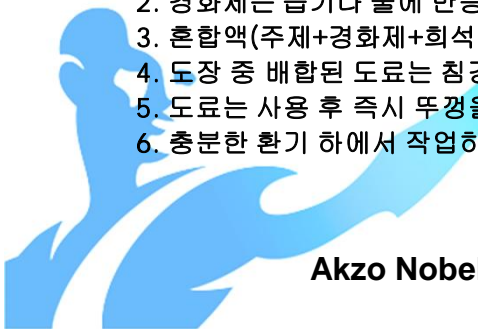 2. 경화제는 습기나 물에 반응
3. 혼합액(주제+경화제+희석
4. 도장 중 배합된 도료는 침강
5. 도료는 사용 후 즉시 뚜껑을
6. 충분한 환기 하에서 작업하
Akzo Nobel